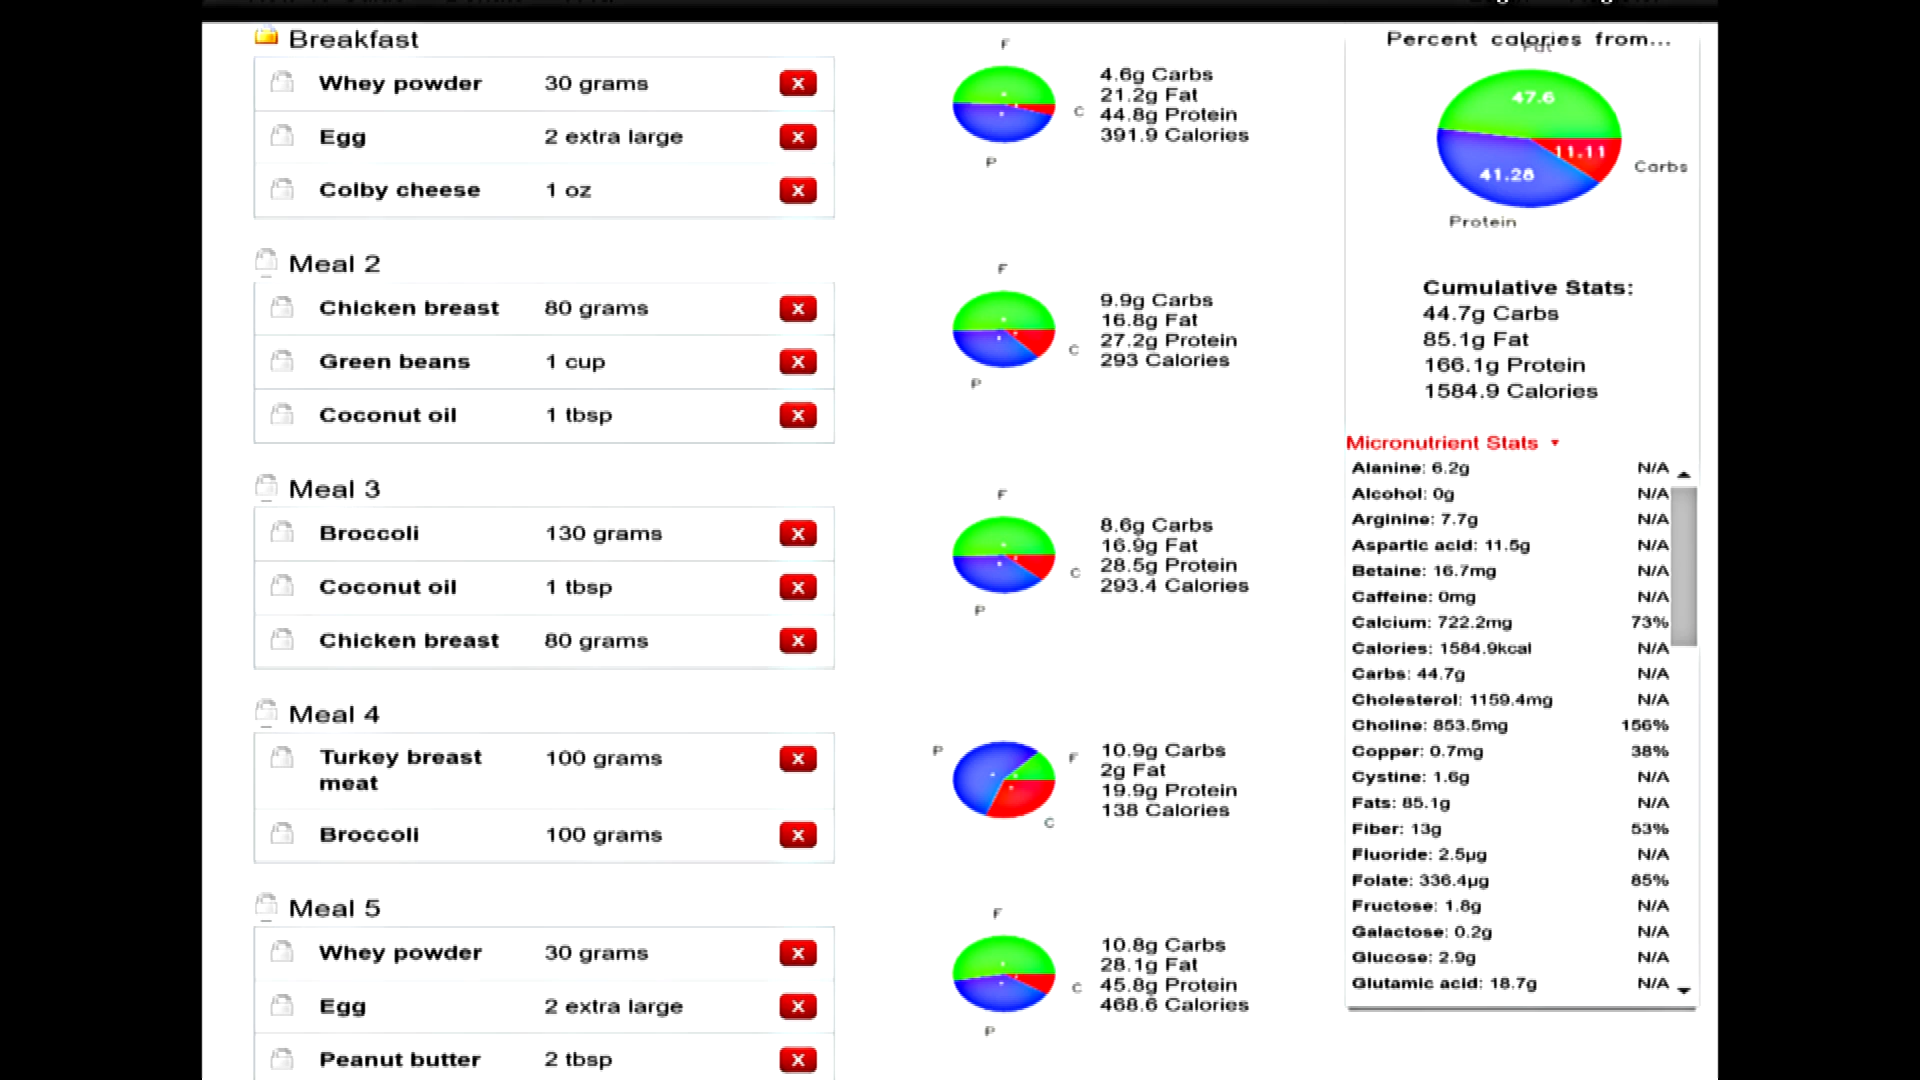 Breakfast
Whey powder 30 grams X
Egg 2 extra large X
Colby cheese 1 oz X
F
C
P
4.6g Carbs
21.2g Fat
44.8g Protein
391.9 Calories
Meal 2
Chicken breast 80 grams X
Green beans 1 cup X
Coconut oil 1 tbsp X
F
C
P
9.9g Carbs
16.8g Fat
27.2g Protein
293 Calories
Meal 3
Broccoli 130 grams X
Coconut oil 1 tbsp X
Chicken breast 80 grams X
F
C
P
8.6g Carbs
16.9g Fat
28.5g Protein
293.4 Calories
Meal 4
Turkey breast meat 100 grams X
Broccoli 100 grams X
P
F
C
10.9g Carbs
2g Fat
19.9g Protein
138 Calories
Meal 5
Whey powder 30 grams X
Egg 2 extra large X
Peanut butter 2 tbsp X
F
C
P
10.8g Carbs
28.1g Fat
45.8g Protein
468.6 Calories
Percent calories from...
Fat
47.6
11.11
Carbs
41.28
Protein
Cumulative Stats:
44.7g Carbs
85.1g Fat
166.1g Protein
1584.9 Calories
Micronutrient Stats
Alanine: 6.2g N/A
Alcohol: 0g N/A
Arginine: 7.7g N/A
Aspartic acid: 11.5g N/A
Betaine: 16.7mg N/A
Caffeine: 0mg N/A
Calcium: 722.2mg 73%
Calories: 1584.9kcal N/A
Carbs: 44.7g N/A
Cholesterol: 1159.4mg N/A
Choline: 853.5mg 156%
Copper: 0.7mg 38%
Cystine: 1.6g N/A
Fats: 85.1g N/A
Fiber: 13g 53%
Fluoride: 2.5µg N/A
Folate: 336.4µg 85%
Fructose: 1.8g N/A
Galactose: 0.2g N/A
Glucose: 2.9g N/A
Glutamic acid: 18.7g N/A